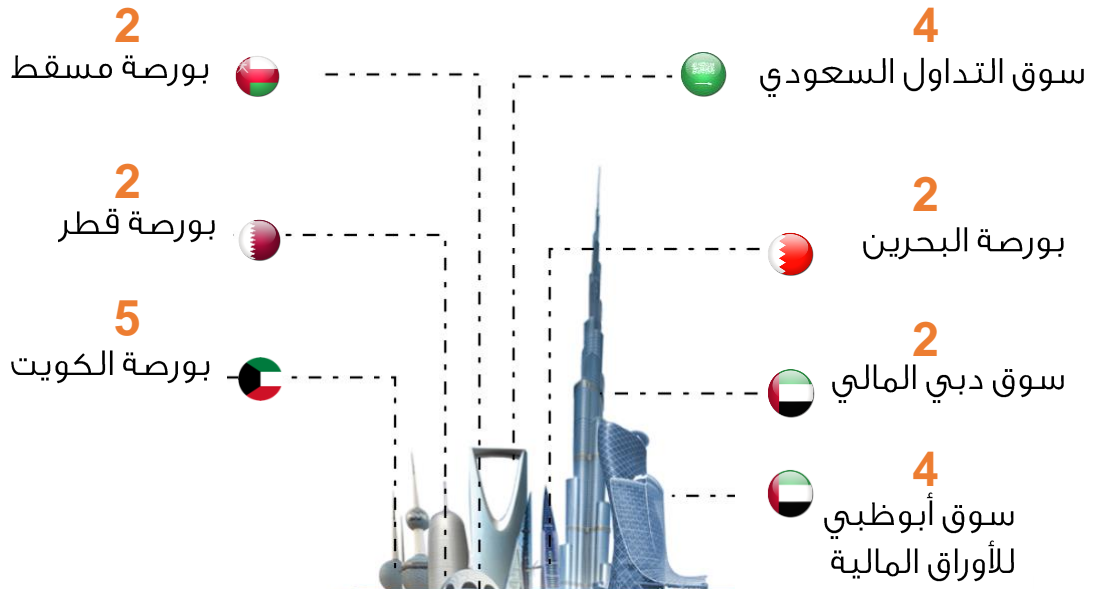 4
سوق التداول السعودي
2
بورصة البحرين
2
سوق دبي المالي
4
سوق أبوظبي
للأوراق المالية
2
بورصة مسقط
2
بورصة قطر
5
بورصة الكويت